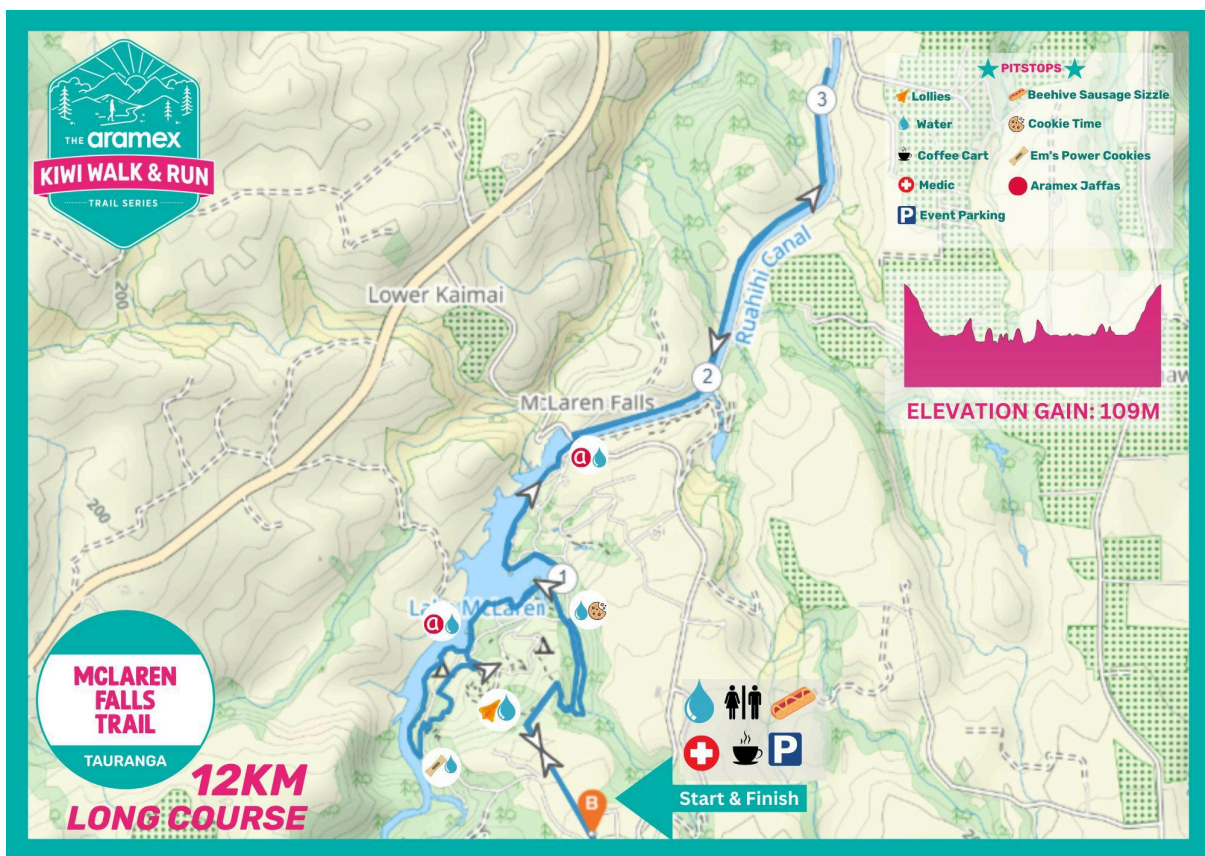 THE aramex
KIWI WALK & RUN
TRAIL SERIES
PITSTOPS
Lollies
Beehive Sausage Sizzle
Water
Cookie Time
Coffee Cart
Em's Power Cookies
Medic
Aramex Jaffas
P Event Parking
3
Ruahihi Canal
200
Lower Kaimai
2
McLaren Falls
ELEVATION GAIN: 109M
200
a
1
a
MCLAREN
FALLS
TRAIL
TAURANGA
12KM
LONG COURSE
P
Start & Finish
B